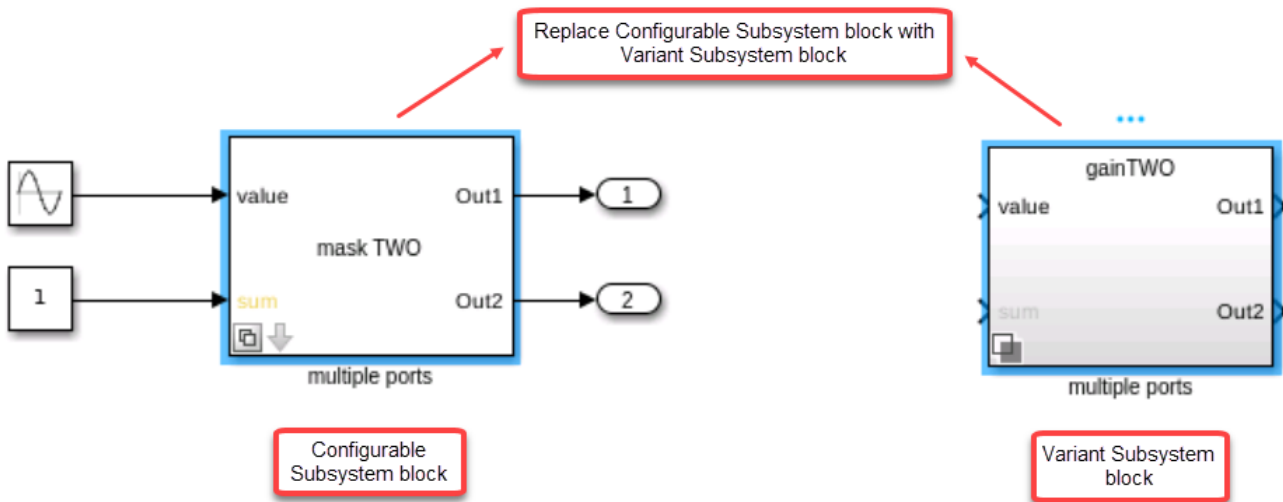 Replace Configurable Subsystem block with
Variant Subsystem block
value
Out1
1
mask TWO
1
sum
Out2
2
multiple ports
Configurable
Subsystem block
gainTWO
value
Out1
sum
Out2
multiple ports
Variant Subsystem
block